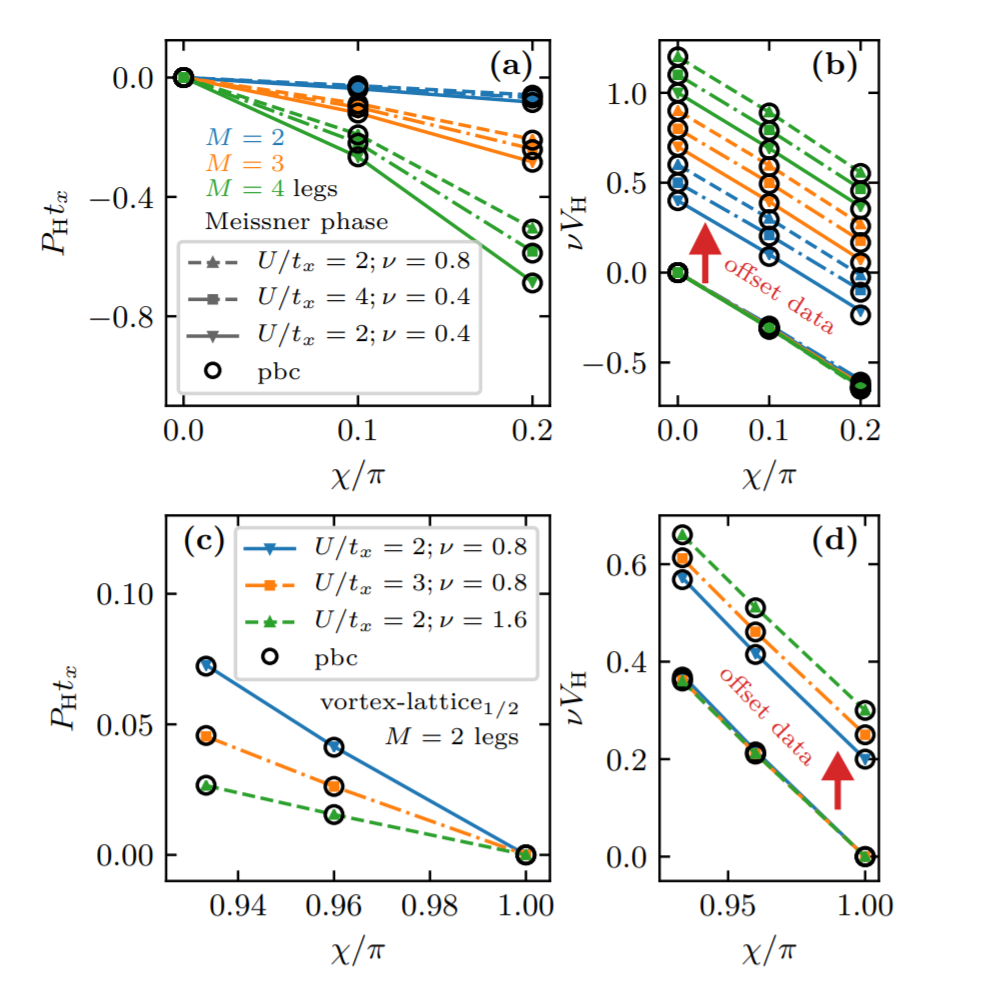 (a)
0.0
−0.4
−0.8
P_H t_x
M = 2
M = 3
M = 4 legs
Meissner phase
U/t_x = 2; ν = 0.8
U/t_x = 4; ν = 0.4
U/t_x = 2; ν = 0.4
pbc
0.0 0.1 0.2
χ/π
(b)
1.0
0.5
0.0
−0.5
νV_H
offset data
0.0 0.1 0.2
χ/π
(c)
0.10
0.05
0.00
P_H t_x
U/t_x = 2; ν = 0.8
U/t_x = 3; ν = 0.8
U/t_x = 2; ν = 1.6
pbc
vortex-lattice_{1/2}
M = 2 legs
0.94 0.96 0.98 1.00
χ/π
(d)
0.6
0.4
0.2
0.0
νV_H
offset data
0.95 1.00
χ/π